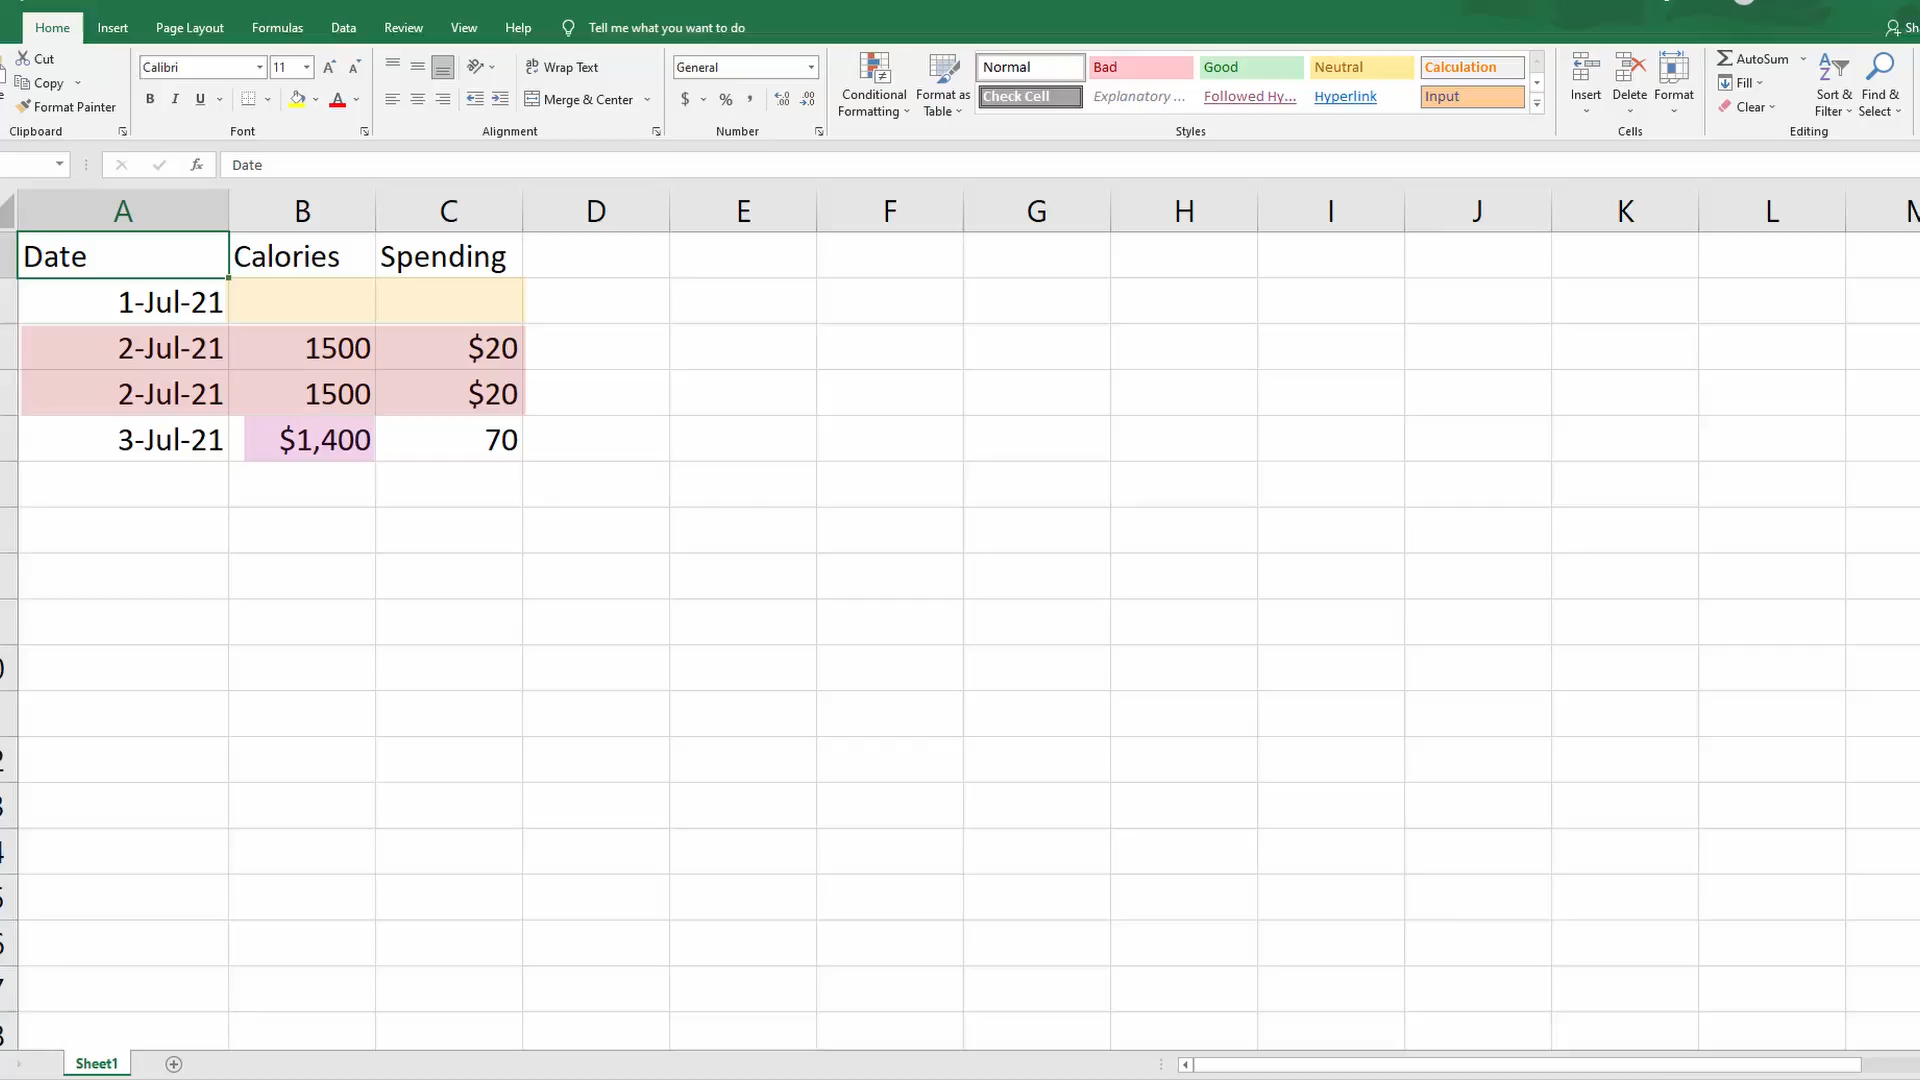 Home Insert Page Layout Formulas Data Review View Help Tell me what you want to do
Cut
Copy
Format Painter
Clipboard
Calibri 11
B I U
Font
Wrap Text
Merge & Center
Alignment
General
$ % ,
Number
Conditional
Formatting
Format as
Table
Normal Bad Good Neutral Calculation
Check Cell Explanatory ... Followed Hy... Hyperlink Input
Styles
Insert Delete Format
Cells
AutoSum
Fill
Clear
Sort &
Filter
Find &
Select
Editing
fx Date
A B C D E F G H I J K L
Date Calories Spending
1-Jul-21
2-Jul-21 1500 $20
2-Jul-21 1500 $20
3-Jul-21 $1,400 70
Sheet1